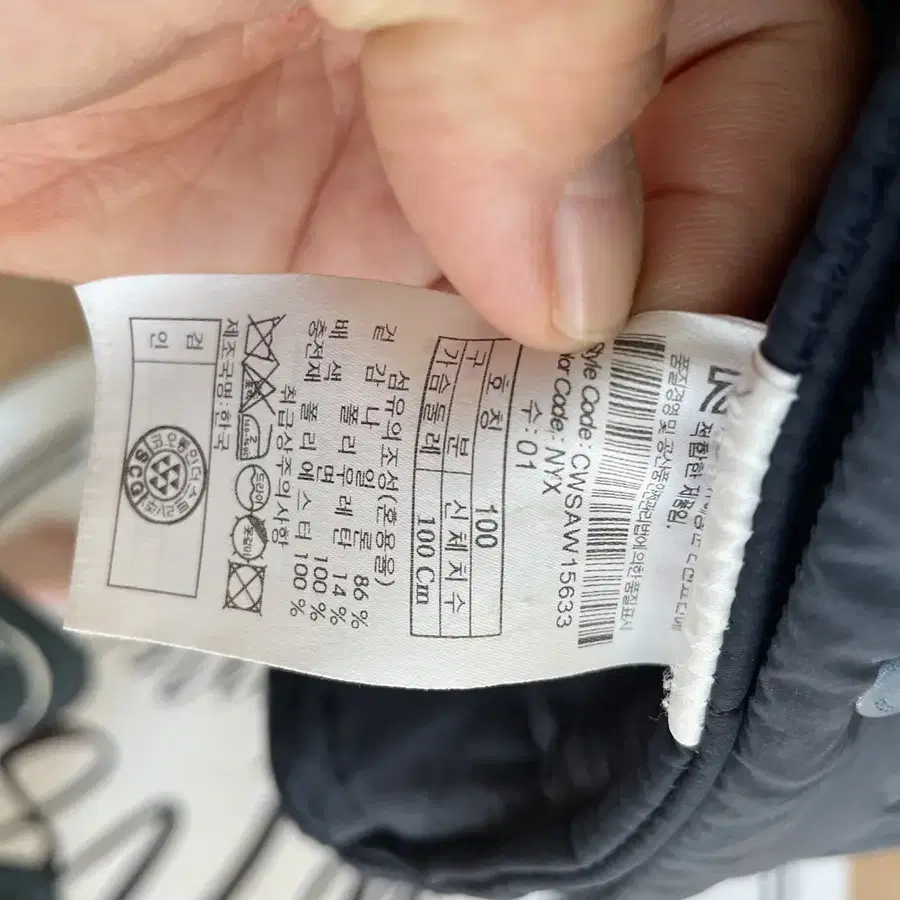 적합한 제품임.
품질경영 및 공산품안전관리법에 의한 품질표시
Style Code: CWSAW15633
Color Code: NYX
수: 01
호칭 100
구분 신체치수
가슴둘레 100 Cm
섬유의조성(혼용율)
겉감 나일론 86 %
폴리우레탄 14 %
배색 면 100 %
충전재 폴리에스터 100 %
취급상주의사항
드라이
제조국명:한국
검인
SCD